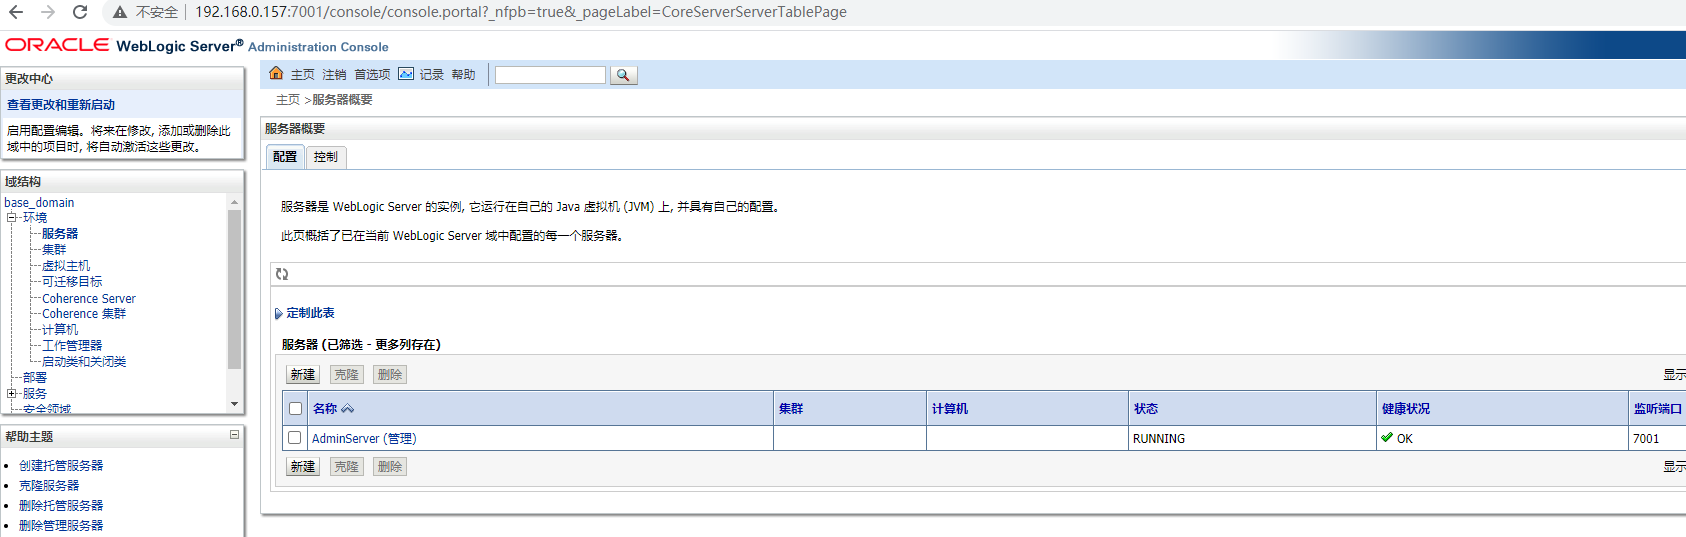 不安全 192.168.0.157:7001/console/console.portal?_nfpb=true&_pageLabel=CoreServerServerTablePage
ORACLE WebLogic Server® Administration Console
更改中心
查看更改和重新启动
启用配置编辑。将来在修改, 添加或删除此
域中的项目时, 将自动激活这些更改。
域结构
base_domain
环境
服务器
集群
虚拟主机
可迁移目标
Coherence Server
Coherence 集群
计算机
工作管理器
启动类和关闭类
部署
服务
安全领域
帮助主题
创建托管服务器
克隆服务器
删除托管服务器
删除管理服务器
主页 注销 首选项 记录 帮助
主页 >服务器概要
服务器概要
配置 控制
服务器是 WebLogic Server 的实例, 它运行在自己的 Java 虚拟机 (JVM) 上, 并具有自己的配置。
此页概括了已在当前 WebLogic Server 域中配置的每一个服务器。
定制此表
服务器 (已筛选 - 更多列存在)
新建 克隆 删除 显示
名称 集群 计算机 状态 健康状况 监听端口
AdminServer (管理) RUNNING OK 7001
新建 克隆 删除 显示